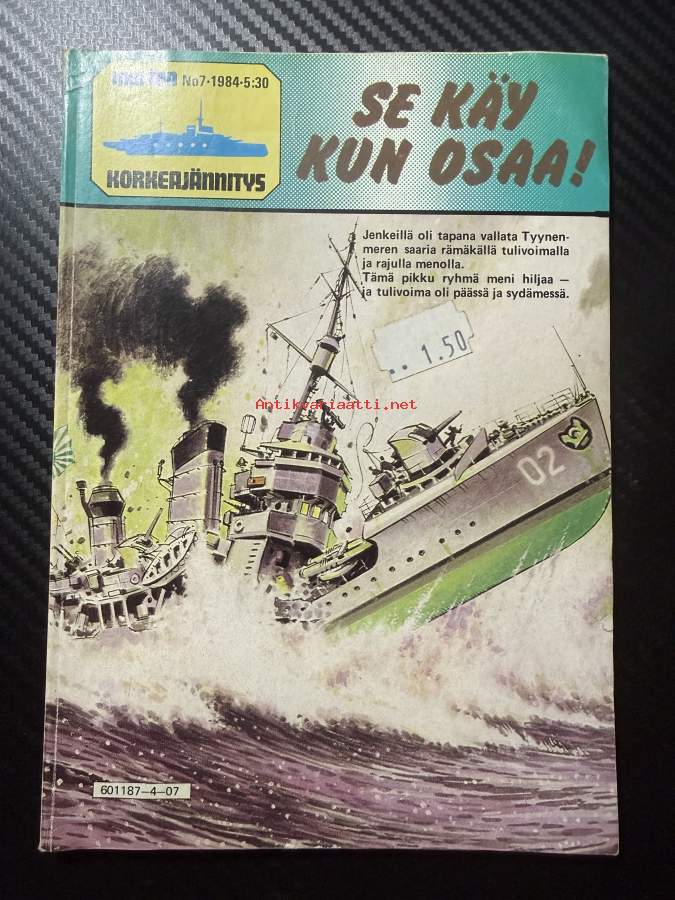 No7•1984•5:30
KORKEAJÄNNITYS
SE KÄY
KUN OSAA!
Jenkeillä oli tapana vallata Tyynen-
meren saaria rämäkällä tulivoimalla
ja rajulla menolla.
Tämä pikku ryhmä meni hiljaa —
ja tulivoima oli päässä ja sydämessä.
.. 1.50
Antikvariaatti.net
02
601187—4—07